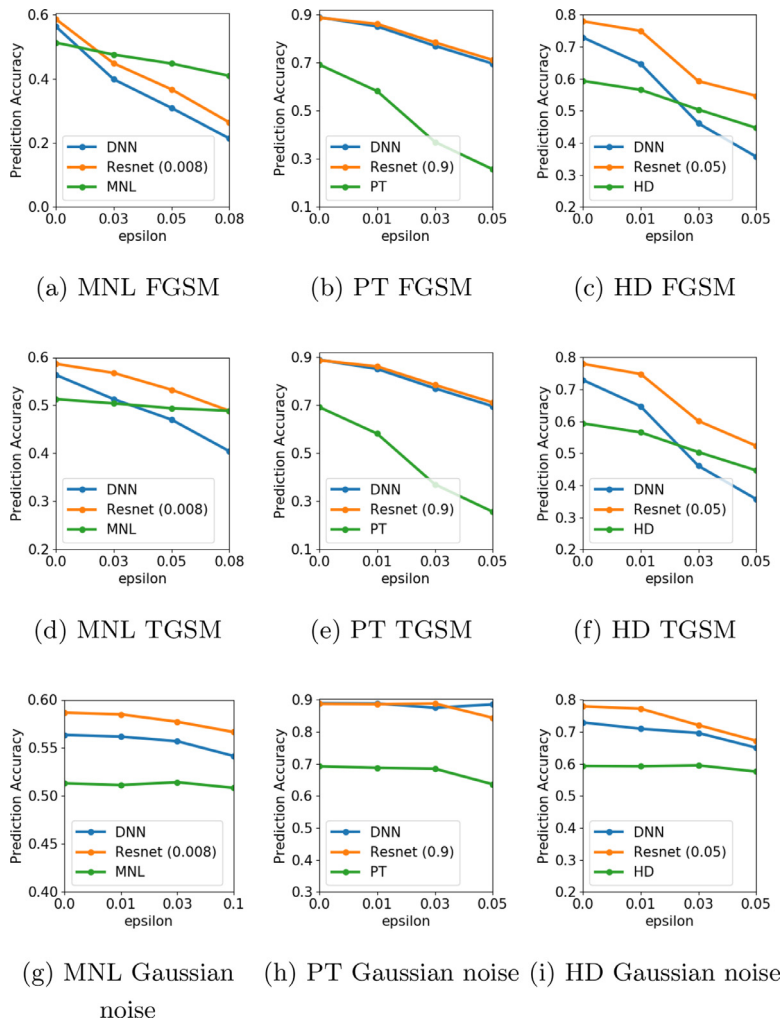 0.6
0.4
0.2
0.0
Prediction Accuracy
DNN
Resnet (0.008)
MNL
0.0 0.03 0.05 0.08
epsilon
0.9
0.7
0.5
0.3
0.1
Prediction Accuracy
DNN
Resnet (0.9)
PT
0.0 0.01 0.03 0.05
epsilon
0.8
0.7
0.6
0.5
0.4
0.3
0.2
Prediction Accuracy
DNN
Resnet (0.05)
HD
0.0 0.01 0.03 0.05
epsilon
(a) MNL FGSM
(b) PT FGSM
(c) HD FGSM
0.6
0.5
0.4
0.3
0.2
Prediction Accuracy
DNN
Resnet (0.008)
MNL
0.0 0.03 0.05 0.08
epsilon
0.9
0.7
0.5
0.3
0.1
Prediction Accuracy
DNN
Resnet (0.9)
PT
0.0 0.01 0.03 0.05
epsilon
0.8
0.7
0.6
0.5
0.4
0.3
0.2
Prediction Accuracy
DNN
Resnet (0.05)
HD
0.0 0.01 0.03 0.05
epsilon
(d) MNL TGSM
(e) PT TGSM
(f) HD TGSM
0.60
0.55
0.50
0.45
0.40
Prediction Accuracy
DNN
Resnet (0.008)
MNL
0.0 0.01 0.03 0.1
epsilon
0.9
0.8
0.7
0.6
0.5
0.4
0.3
Prediction Accuracy
DNN
Resnet (0.9)
PT
0.0 0.01 0.03 0.05
epsilon
0.8
0.7
0.6
0.5
0.4
0.3
0.2
Prediction Accuracy
DNN
Resnet (0.05)
HD
0.0 0.01 0.03 0.05
epsilon
(g) MNL Gaussian
noise
(h) PT Gaussian noise
(i) HD Gaussian noise